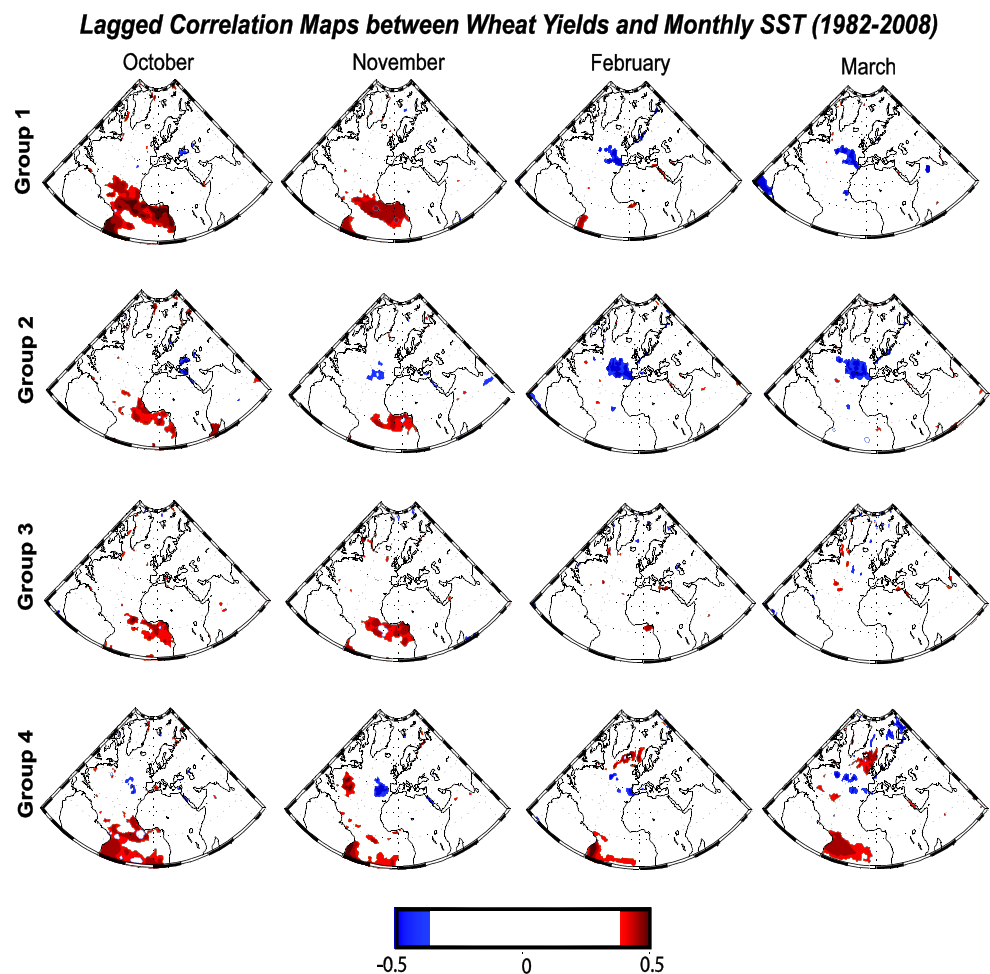 Lagged Correlation Maps between Wheat Yields and Monthly SST (1982-2008)
October November February March
Group 1
Group 2
Group 3
Group 4
-0.5 0 0.5